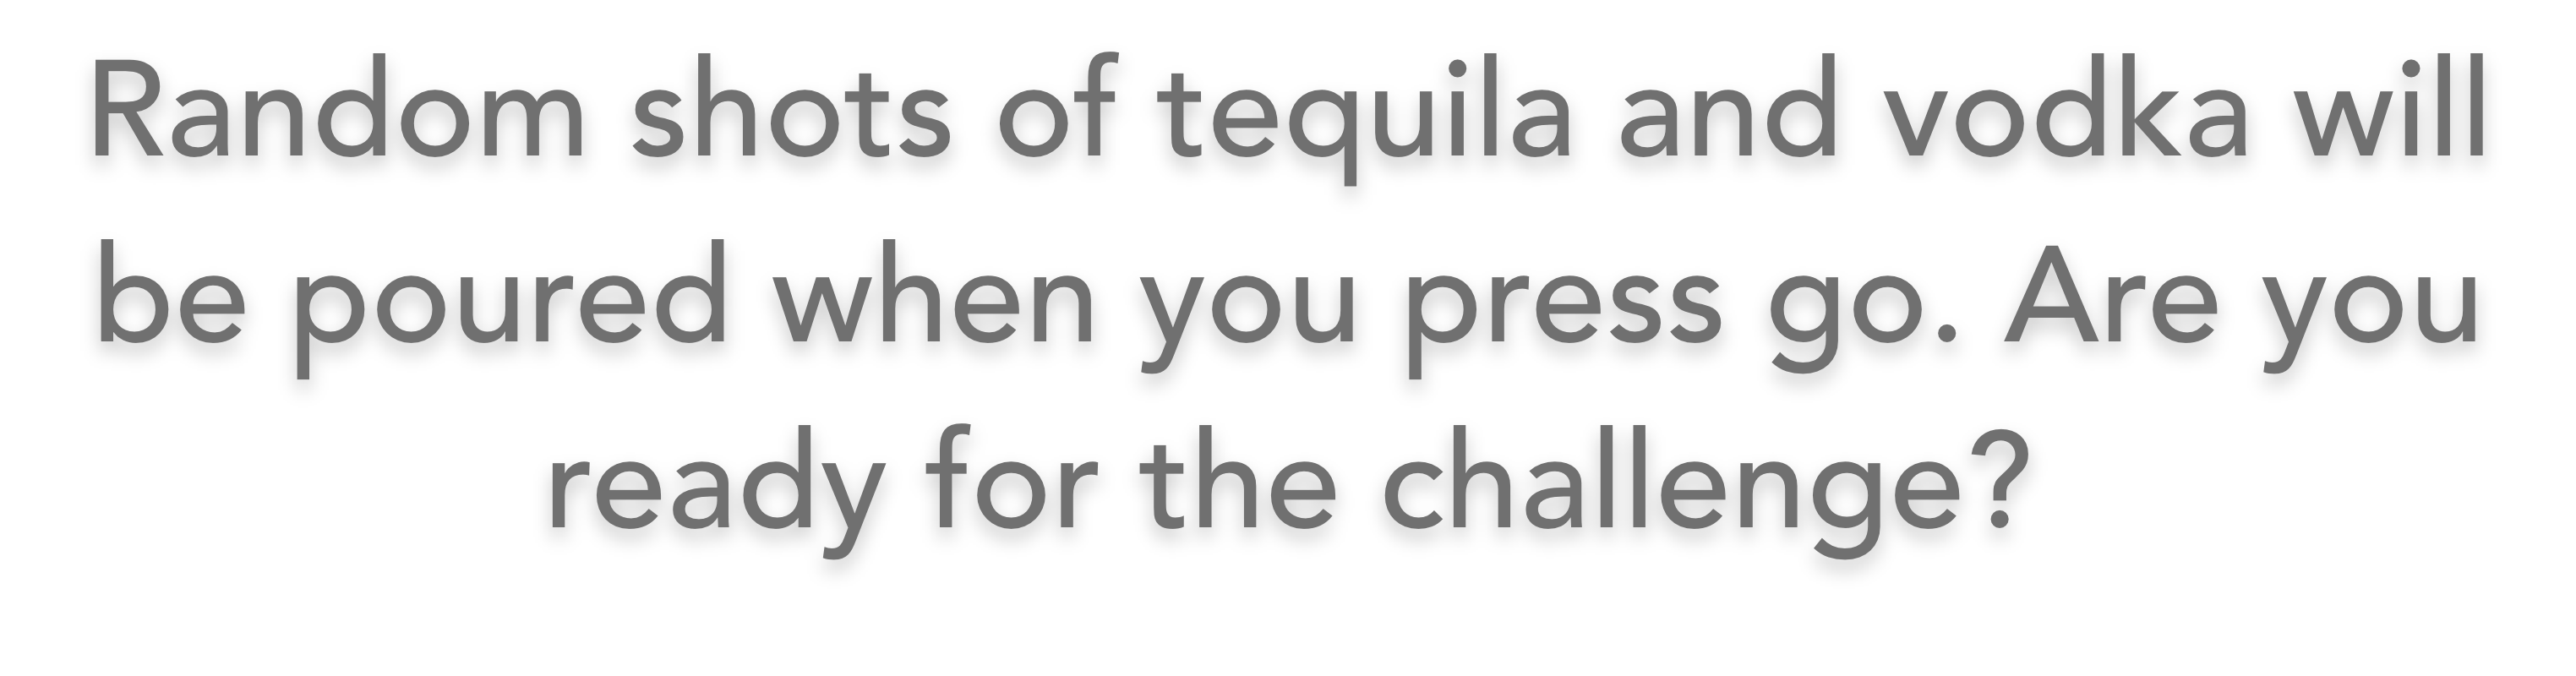 Random shots of tequila and vodka will
be poured when you press go. Are you
ready for the challenge?